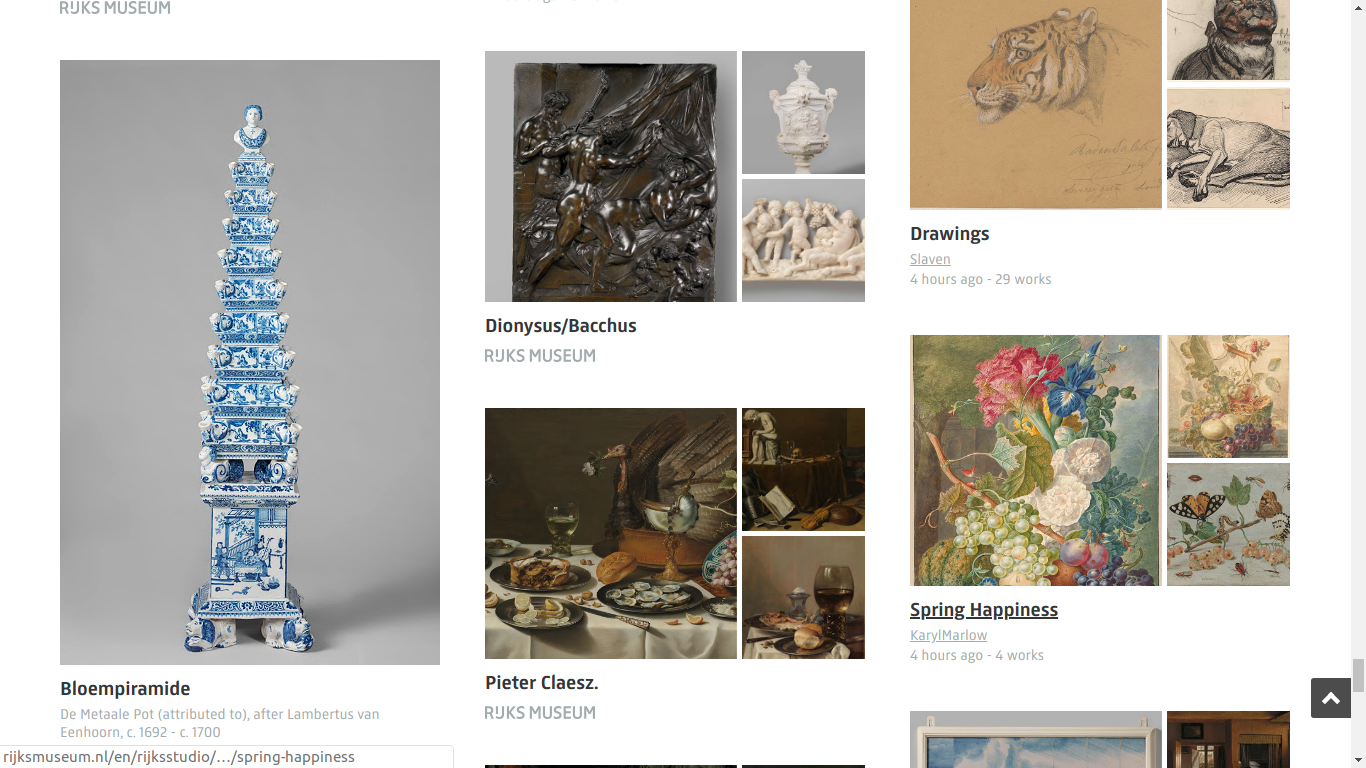 RIJKS MUSEUM
Bloempiramide
De Metaale Pot (attributed to), after Lambertus van
Eenhoorn, c. 1692 - c. 1700
rijksmuseum.nl/en/rijksstudio/…/spring-happiness
Dionysus/Bacchus
RIJKS MUSEUM
Pieter Claesz.
RIJKS MUSEUM
Drawings
Slaven
4 hours ago - 29 works
Spring Happiness
KarylMarlow
4 hours ago - 4 works